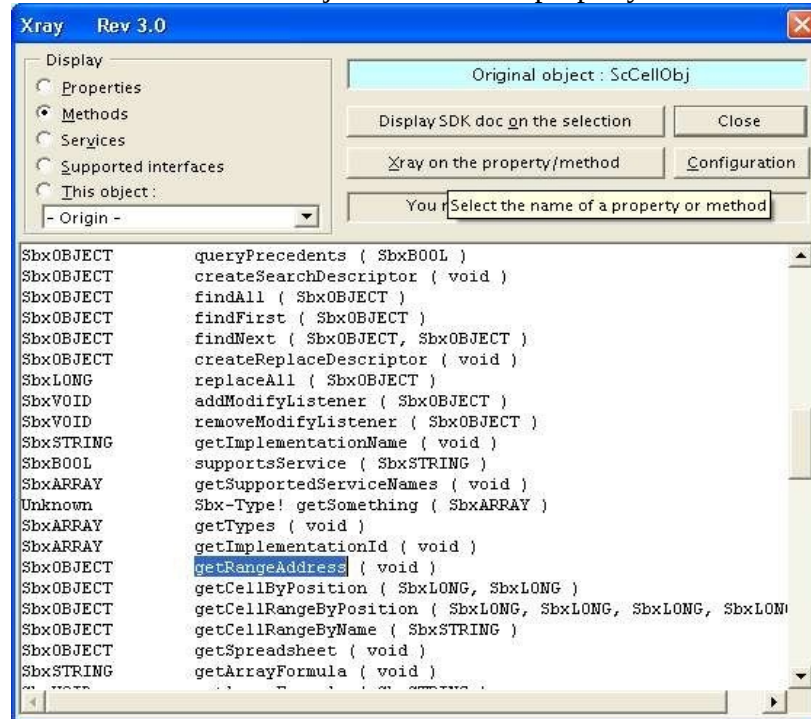 Xray Rev 3.0
Display
Properties
Methods
Services
Supported interfaces
This object :
- Origin -
Original object : ScCellObj
Display SDK doc on the selection
Close
Xray on the property/method
Configuration
You
Select the name of a property or method
SbxOBJECT queryPrecedents ( SbxBOOL )
SbxOBJECT createSearchDescriptor ( void )
SbxOBJECT findAll ( SbxOBJECT )
SbxOBJECT findFirst ( SbxOBJECT )
SbxOBJECT findNext ( SbxOBJECT, SbxOBJECT )
SbxOBJECT createReplaceDescriptor ( void )
SbxLONG replaceAll ( SbxOBJECT )
SbxVOID addModifyListener ( SbxOBJECT )
SbxVOID removeModifyListener ( SbxOBJECT )
SbxSTRING getImplementationName ( void )
SbxBOOL supportsService ( SbxSTRING )
SbxARRAY getSupportedServiceNames ( void )
Unknown Sbx-Type! getSomething ( SbxARRAY )
SbxARRAY getTypes ( void )
SbxARRAY getImplementationId ( void )
SbxOBJECT getRangeAddress ( void )
SbxOBJECT getCellByPosition ( SbxLONG, SbxLONG )
SbxOBJECT getCellRangeByPosition ( SbxLONG, SbxLONG, SbxLONG, SbxLON
SbxOBJECT getCellRangeByName ( SbxSTRING )
SbxOBJECT getSpreadsheet ( void )
SbxSTRING getArrayFormula ( void )